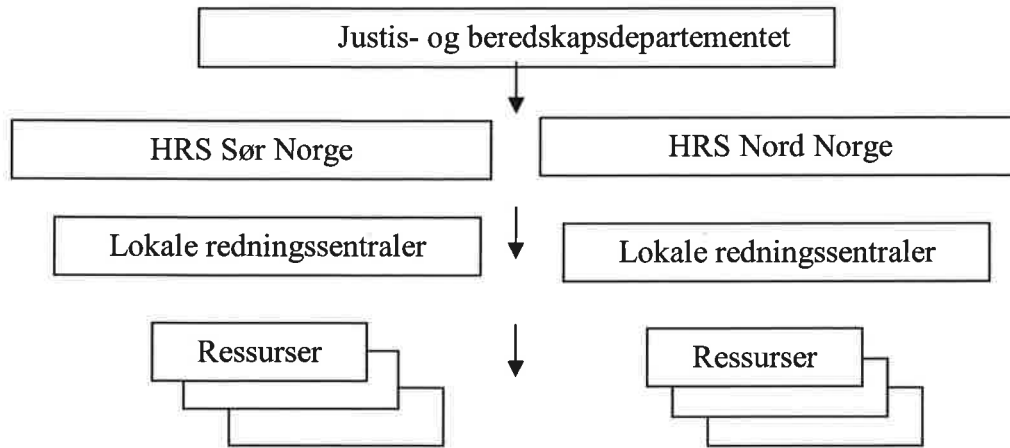 Justis- og beredskapsdepartementet
HRS Sør Norge
HRS Nord Norge
Lokale redningssentraler
Lokale redningssentraler
Ressurser
Ressurser